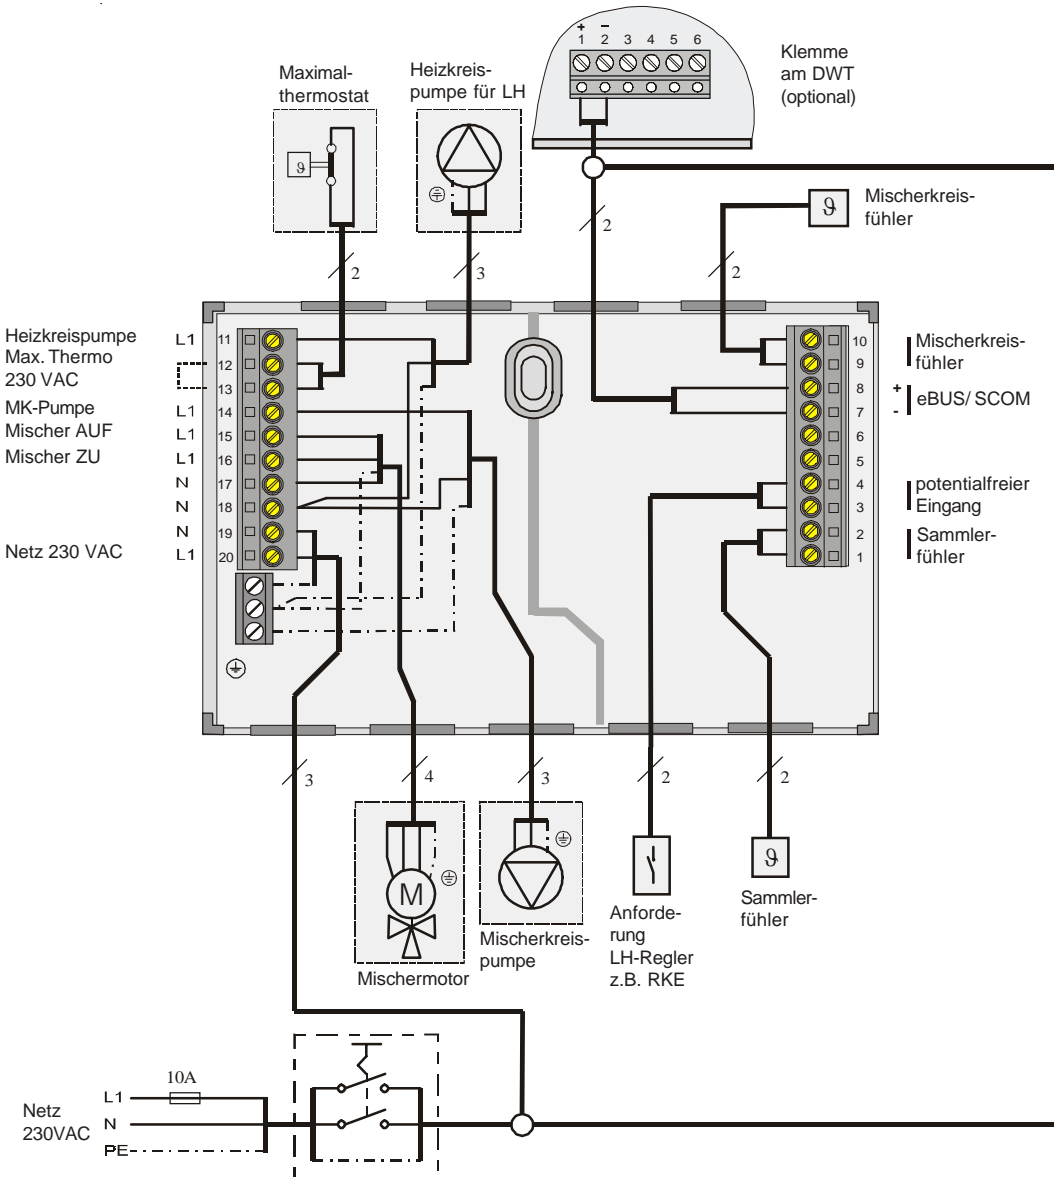 + −
1 2 3 4 5 6
Klemme
am DWT
(optional)
Maximal-
thermostat
Heizkreis-
pumpe für LH
ϑ
ϑ
Mischerkreis-
fühler
2
3
2
2
Heizkreispumpe
Max. Thermo
230 VAC
MK-Pumpe
Mischer AUF
Mischer ZU
Netz 230 VAC
L1 11
12
13
L1 14
L1 15
L1 16
N 17
N 18
N 19
L1 20
10
9
8
7
6
5
4
3
2
1
Mischerkreis-
fühler
+
-
eBUS/ SCOM
potentialfreier
Eingang
Sammler-
fühler
3
4
3
2
2
M
Mischermotor
Mischerkreis-
pumpe
Anforde-
rung
LH-Regler
z.B. RKE
ϑ
Sammler-
fühler
10A
Netz
230VAC
L1
N
PE